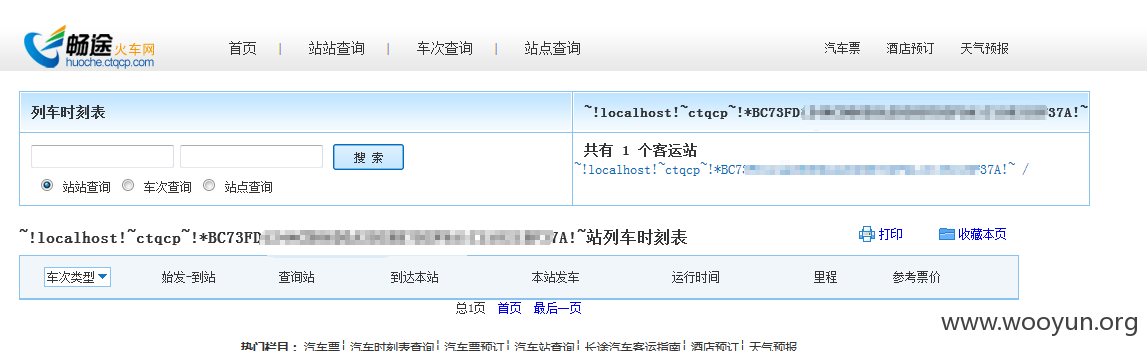 畅途火车网 首页 | 站站查询 | 车次查询 | 站点查询 汽车票 酒店预订 天气预报
huoche.ctqcp.com
列车时刻表 ~!localhost!~ctqcp~!*BC73FD 37A!~
搜 索 共有 1 个客运站
~!localhost!~ctqcp~!*BC73 37A!~ /
站站查询 车次查询 站点查询
~!localhost!~ctqcp~!*BC73FD 7A!~站列车时刻表 打印 收藏本页
车次类型 始发-到站 查询站 到达本站 本站发车 运行时间 里程 参考票价
总1页 首页 最后一页
www.wooyun.org
热门栏目： 汽车票| 汽车时刻表查询| 汽车票预订| 汽车站查询| 长途汽车客运指南| 酒店预订| 天气预报